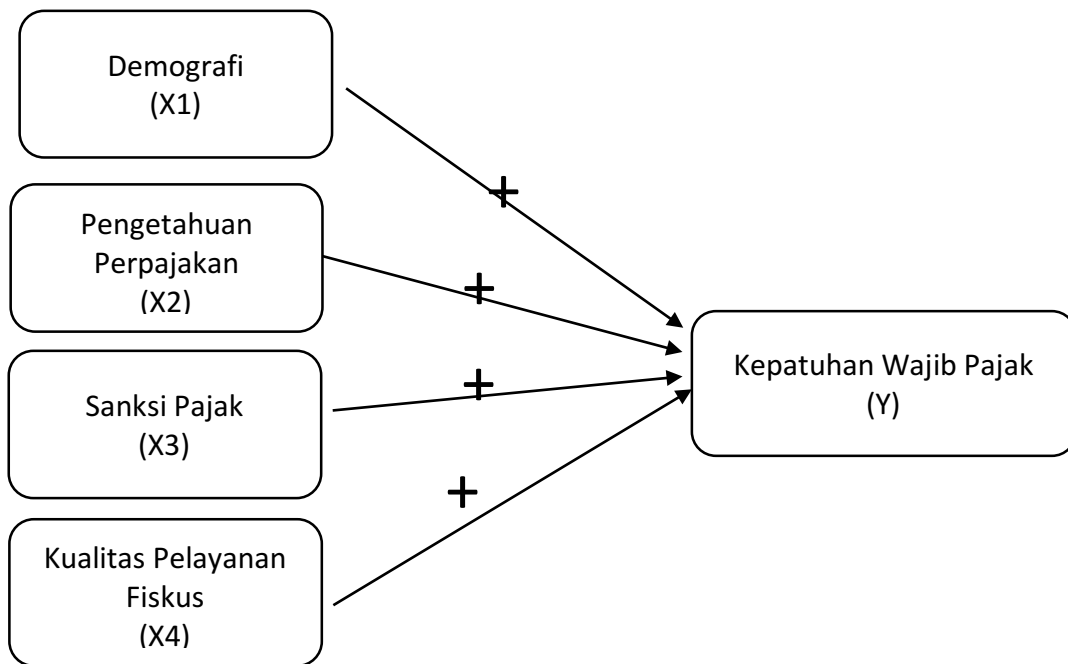 Demografi
(X1)
+
Pengetahuan
Perpajakan
(X2)
+
Sanksi Pajak
(X3)
+
Kualitas Pelayanan
Fiskus
(X4)
+
Kepatuhan Wajib Pajak
(Y)